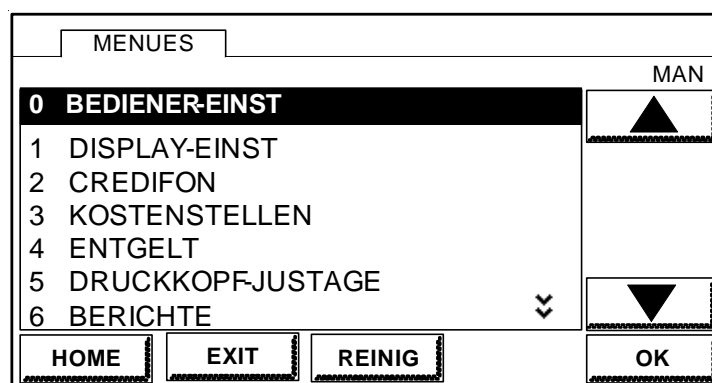 MENUES
MAN
0 BEDIENER-EINST
1 DISPLAY-EINST
2 CREDIFON
3 KOSTENSTELLEN
4 ENTGELT
5 DRUCKKOPF-JUSTAGE
6 BERICHTE
HOME EXIT REINIG OK